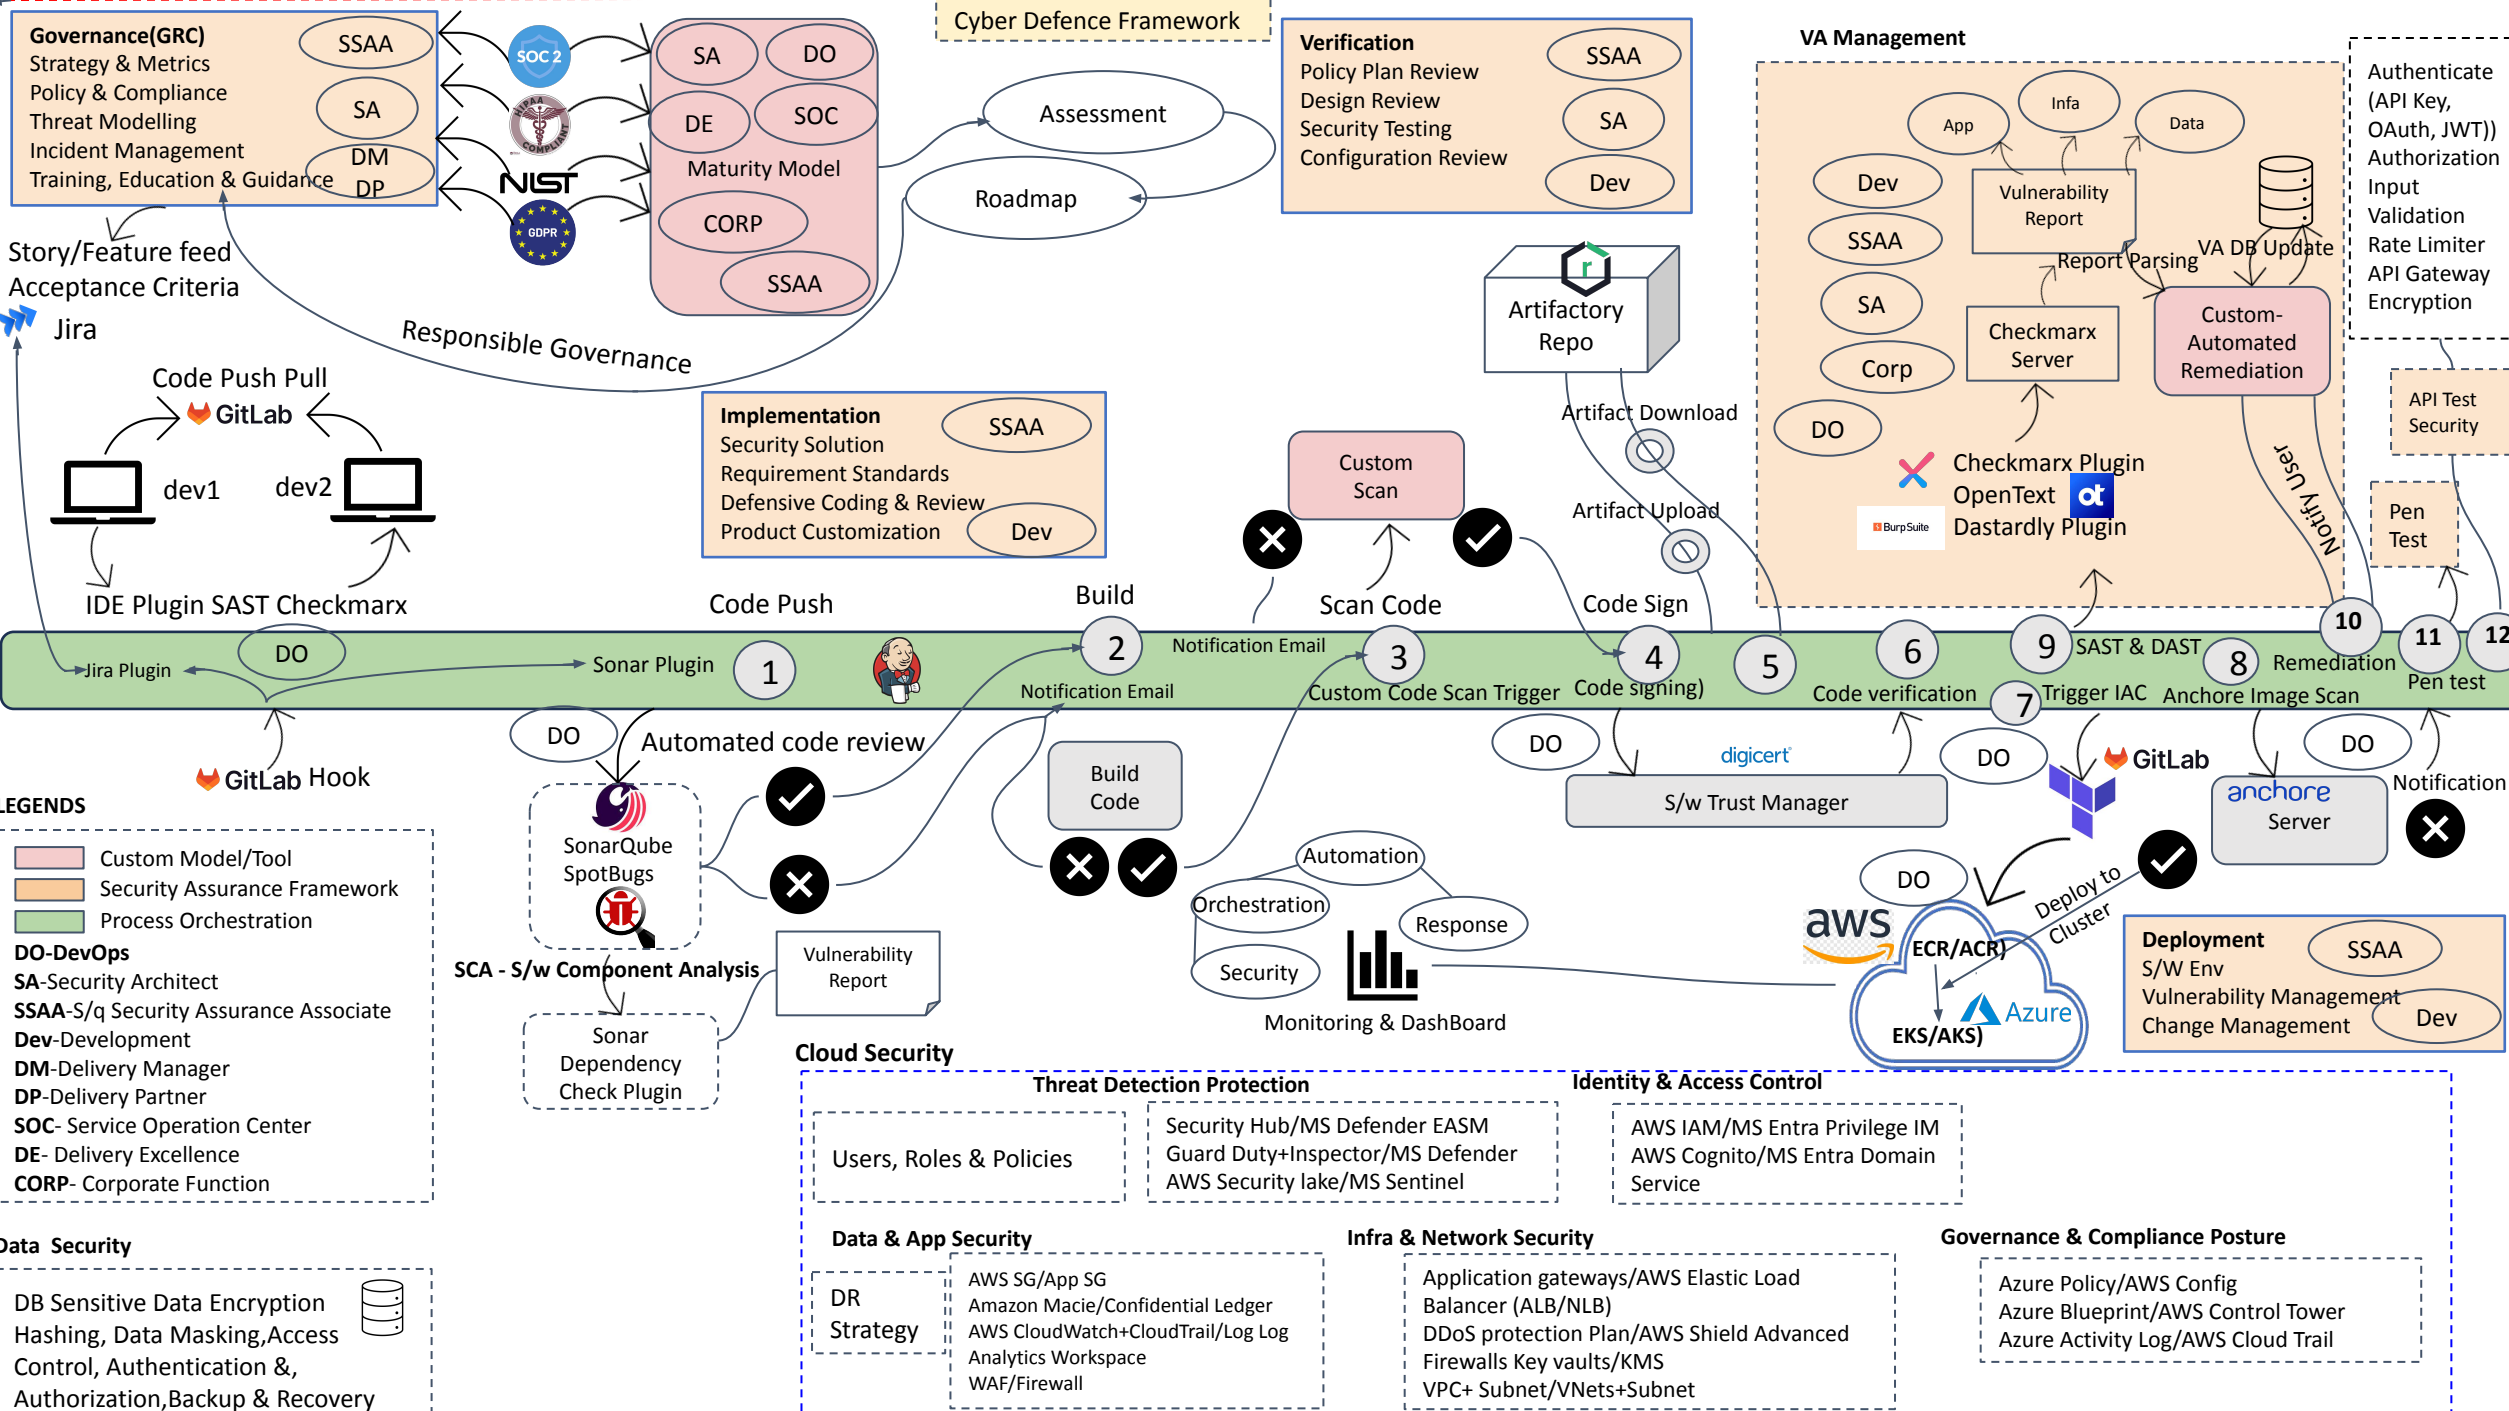 Cyber Defence Framework
Governance(GRC)
Strategy & Metrics
Policy & Compliance
Threat Modelling
Incident Management
Training, Education & Guidance
SSAA
SA
DM
DP
SOC 2
HIPAA
COMPLIANT
NIST
GDPR
SA
DO
DE
SOC
Maturity Model
CORP
SSAA
Assessment
Roadmap
Responsible Governance
Verification
Policy Plan Review
Design Review
Security Testing
Configuration Review
SSAA
SA
Dev
VA Management
App
Infa
Data
Dev
SSAA
SA
Corp
DO
Vulnerability
Report
Report Parsing
VA DB Update
Checkmarx
Server
Custom-
Automated
Remediation
Checkmarx Plugin
OpenText
ot
BurpSuite
Dastardly Plugin
Notify User
Authenticate
(API Key,
OAuth, JWT))
Authorization
Input
Validation
Rate Limiter
API Gateway
Encryption
API Test
Security
Pen
Test
Story/Feature feed
Acceptance Criteria
Jira
Code Push Pull
GitLab
dev1
dev2
IDE Plugin SAST Checkmarx
Implementation
Security Solution
Requirement Standards
Defensive Coding & Review
Product Customization
SSAA
Dev
Artifactory
Repo
r
Artifact Download
Artifact Upload
Custom
Scan
Code Push
Build
Scan Code
Code Sign
DO
Jira Plugin
Sonar Plugin
1
2
Notification Email
Notification Email
3
Custom Code Scan Trigger
4
Code signing)
5
6
Code verification
9
SAST & DAST
7
Trigger IAC
8
Anchore Image Scan
10
Remediation
11
Pen test
12
GitLab Hook
DO
Automated code review
SonarQube
SpotBugs
SCA - S/w Component Analysis
Sonar
Dependency
Check Plugin
Vulnerability
Report
Build
Code
DO
digicert
S/w Trust Manager
DO
GitLab
DO
anchore
Server
Notification
Automation
Orchestration
Response
Security
Monitoring & DashBoard
DO
aws
ECR/ACR)
Azure
EKS/AKS)
Deploy to
Cluster
Deployment
S/W Env
Vulnerability Management
Change Management
SSAA
Dev
LEGENDS
Custom Model/Tool
Security Assurance Framework
Process Orchestration
DO-DevOps
SA-Security Architect
SSAA-S/q Security Assurance Associate
Dev-Development
DM-Delivery Manager
DP-Delivery Partner
SOC- Service Operation Center
DE- Delivery Excellence
CORP- Corporate Function
Data  Security
DB Sensitive Data Encryption
Hashing, Data Masking,Access
Control, Authentication &,
Authorization,Backup & Recovery
Cloud Security
Threat Detection Protection
Users, Roles & Policies
Security Hub/MS Defender EASM
Guard Duty+Inspector/MS Defender
AWS Security lake/MS Sentinel
Identity & Access Control
AWS IAM/MS Entra Privilege IM
AWS Cognito/MS Entra Domain
Service
Data & App Security
DR
Strategy
AWS SG/App SG
Amazon Macie/Confidential Ledger
AWS CloudWatch+CloudTrail/Log Log
Analytics Workspace
WAF/Firewall
Infra & Network Security
Application gateways/AWS Elastic Load
Balancer (ALB/NLB)
DDoS protection Plan/AWS Shield Advanced
Firewalls Key vaults/KMS
VPC+ Subnet/VNets+Subnet
Governance & Compliance Posture
Azure Policy/AWS Config
Azure Blueprint/AWS Control Tower
Azure Activity Log/AWS Cloud Trail